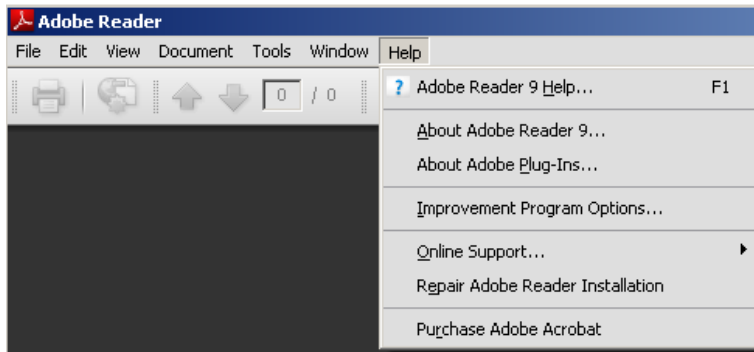 Adobe Reader
File Edit View Document Tools Window Help
0 / 0
? Adobe Reader 9 Help... F1
About Adobe Reader 9...
About Adobe Plug-Ins...
Improvement Program Options...
Online Support...
Repair Adobe Reader Installation
Purchase Adobe Acrobat